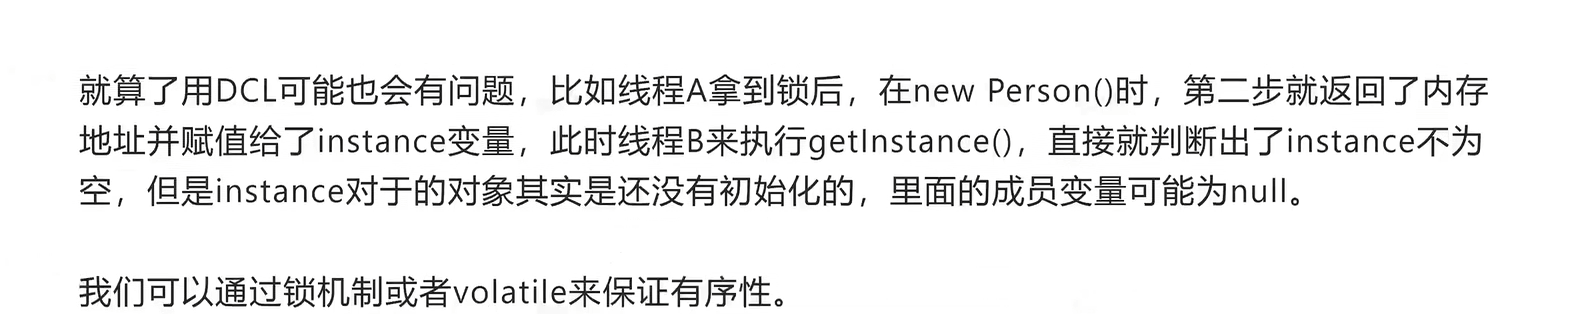 就算了用DCL可能也会有问题，比如线程A拿到锁后，在new Person()时，第二步就返回了内存
地址并赋值给了instance变量，此时线程B来执行getInstance()，直接就判断出了instance不为
空，但是instance对于的对象其实是还没有初始化的，里面的成员变量可能为null。
我们可以通过锁机制或者volatile来保证有序性。